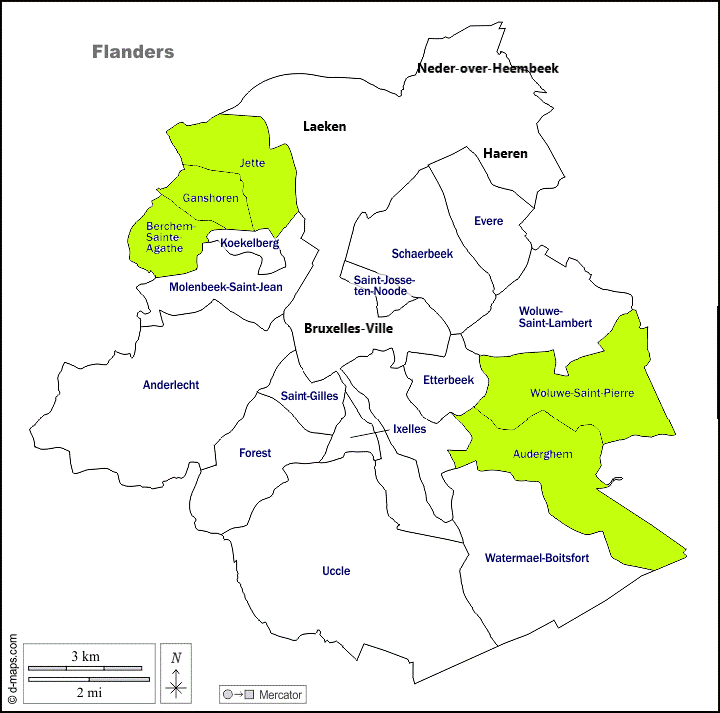 Flanders
Neder-over-Heembeek
Laeken
Haeren
Jette
Ganshoren
Berchem-
Sainte
Agathe
Koekelberg
Evere
Schaerbeek
Saint-Josse-
ten-Noode
Molenbeek-Saint-Jean
Woluwe-
Saint-Lambert
Bruxelles-Ville
Anderlecht
Etterbeek
Woluwe-Saint-Pierre
Saint-Gilles
Ixelles
Forest
Auderghem
Watermael-Boitsfort
Uccle
3 km
2 mi
N
Mercator
© d-maps.com